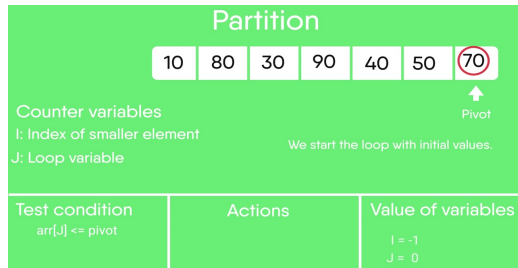 Partition
10 80 30 90 40 50 70
Pivot
Counter variables
I: Index of smaller element
J: Loop variable
We start the loop with initial values.
Test condition
arr[J] <= pivot
Actions
Value of variables
I = -1
J = 0